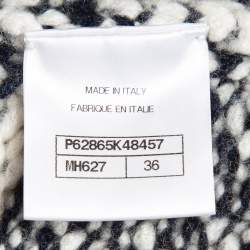 MADE IN ITALY
FABRIQUE EN ITALIE
P62865K48457
MH627 36